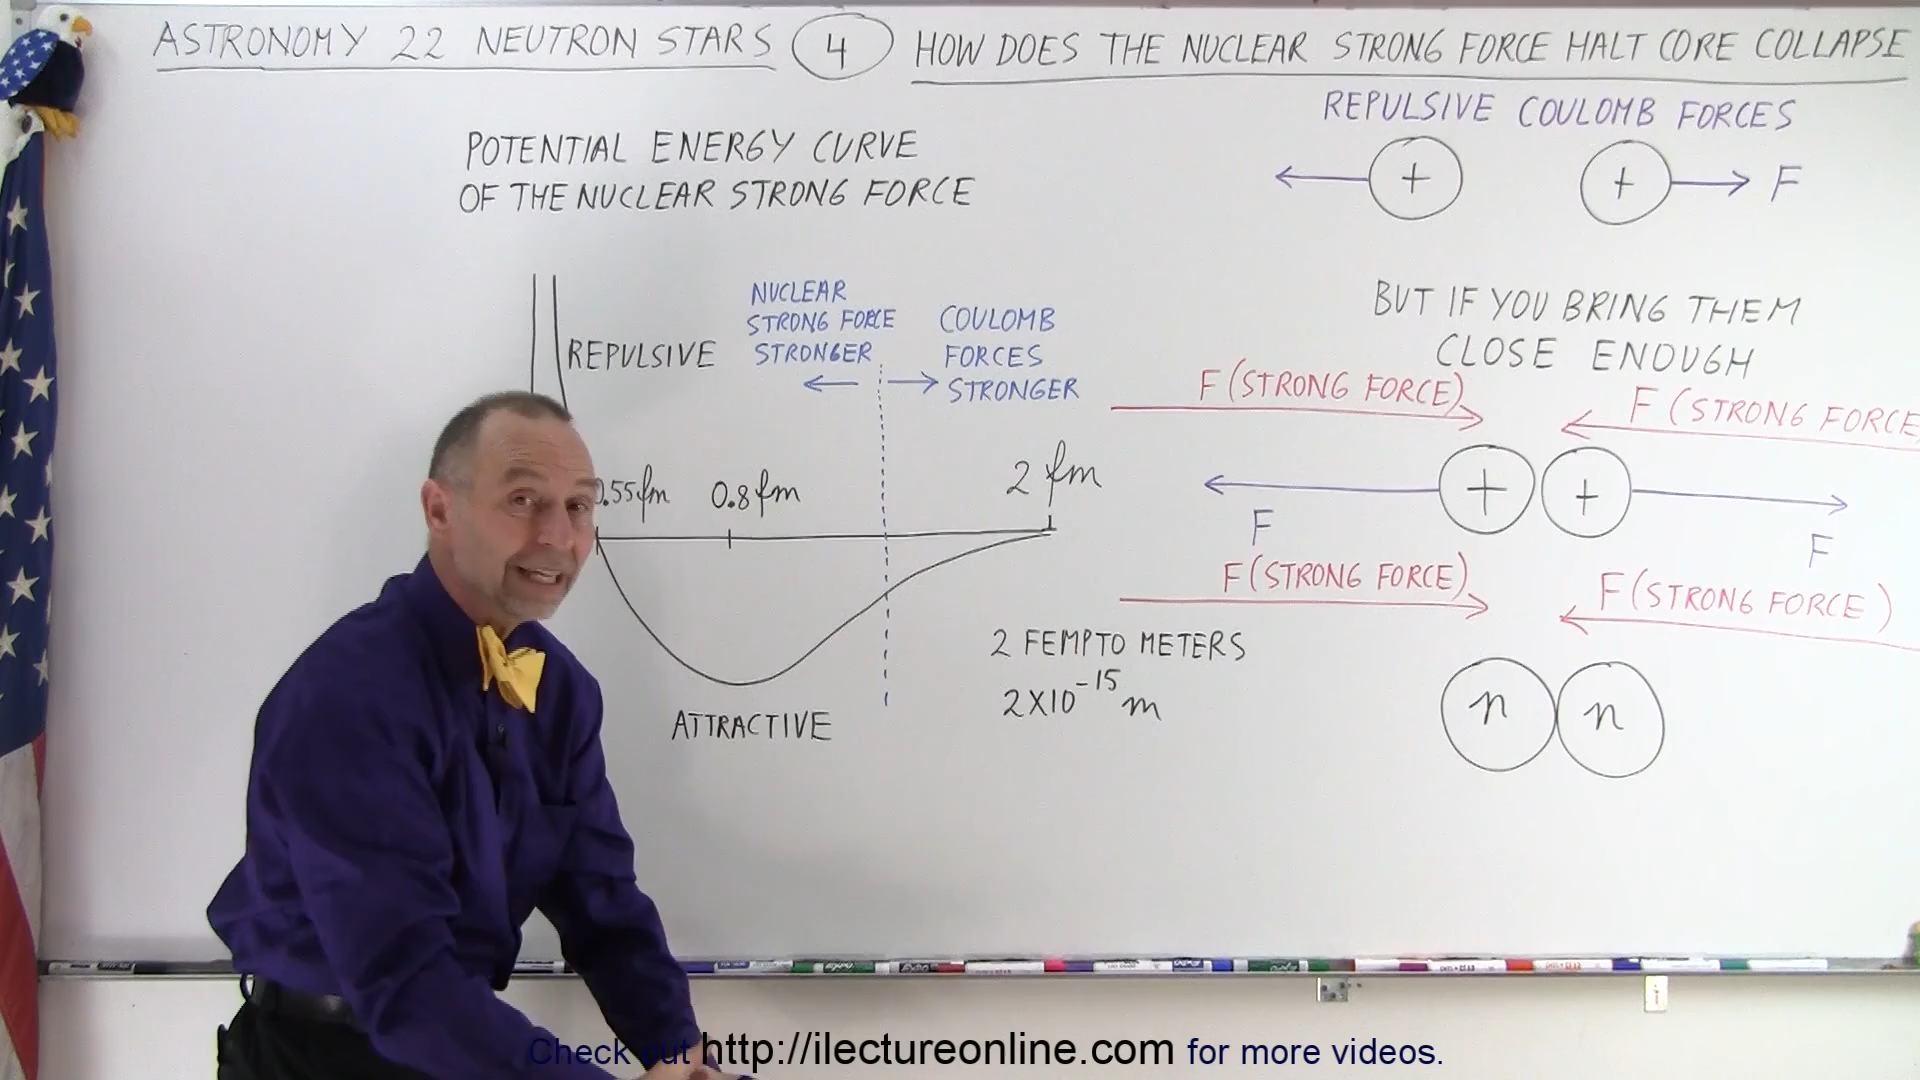 ASTRONOMY 22 NEUTRON STARS 4 HOW DOES THE NUCLEAR STRONG FORCE HALT CORE COLLAPSE
POTENTIAL ENERGY CURVE
OF THE NUCLEAR STRONG FORCE
REPULSIVE
NUCLEAR
STRONG FORCE
STRONGER
COULOMB
FORCES
STRONGER
0.55fm
0.8fm
2 fm
ATTRACTIVE
2 FEMPTO METERS
2X10⁻¹⁵ m
REPULSIVE COULOMB FORCES
+ + F
BUT IF YOU BRING THEM
CLOSE ENOUGH
F (STRONG FORCE) F (STRONG FORCE
+ +
F F
F (STRONG FORCE) F (STRONG FORCE)
n n
Check out http://ilectureonline.com for more videos.